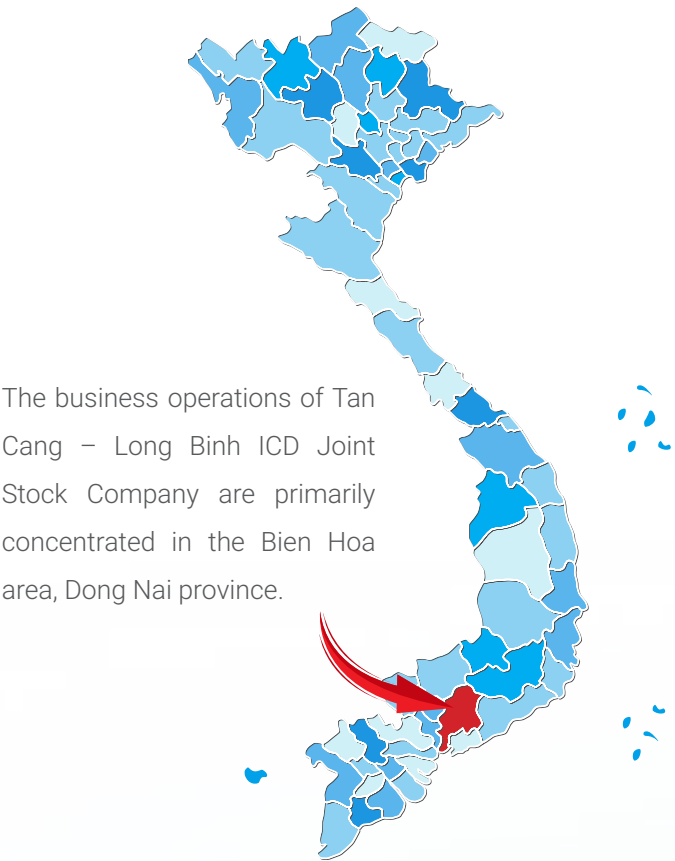 The business operations of Tan
Cang – Long Binh ICD Joint
Stock Company are primarily
concentrated in the Bien Hoa
area, Dong Nai province.